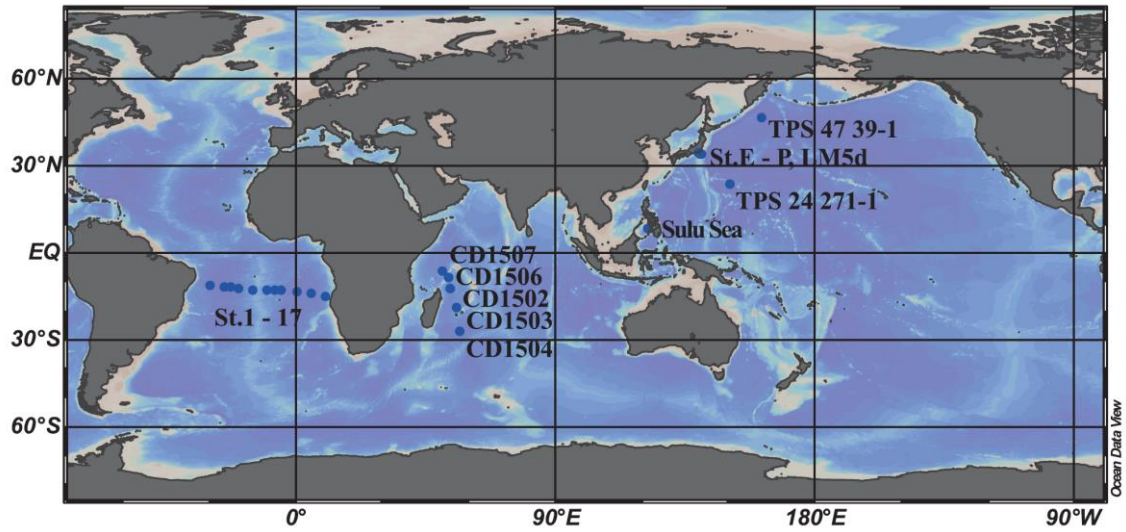 60°N
TPS 47 39-1
30°N
St.E - P, LM5d
TPS 24 271-1
Sulu Sea
EQ
CD1507
CD1506
CD1502
St.1 - 17
CD1503
30°S
CD1504
60°S
Ocean Data View
0°
90°E
180°E
90°W